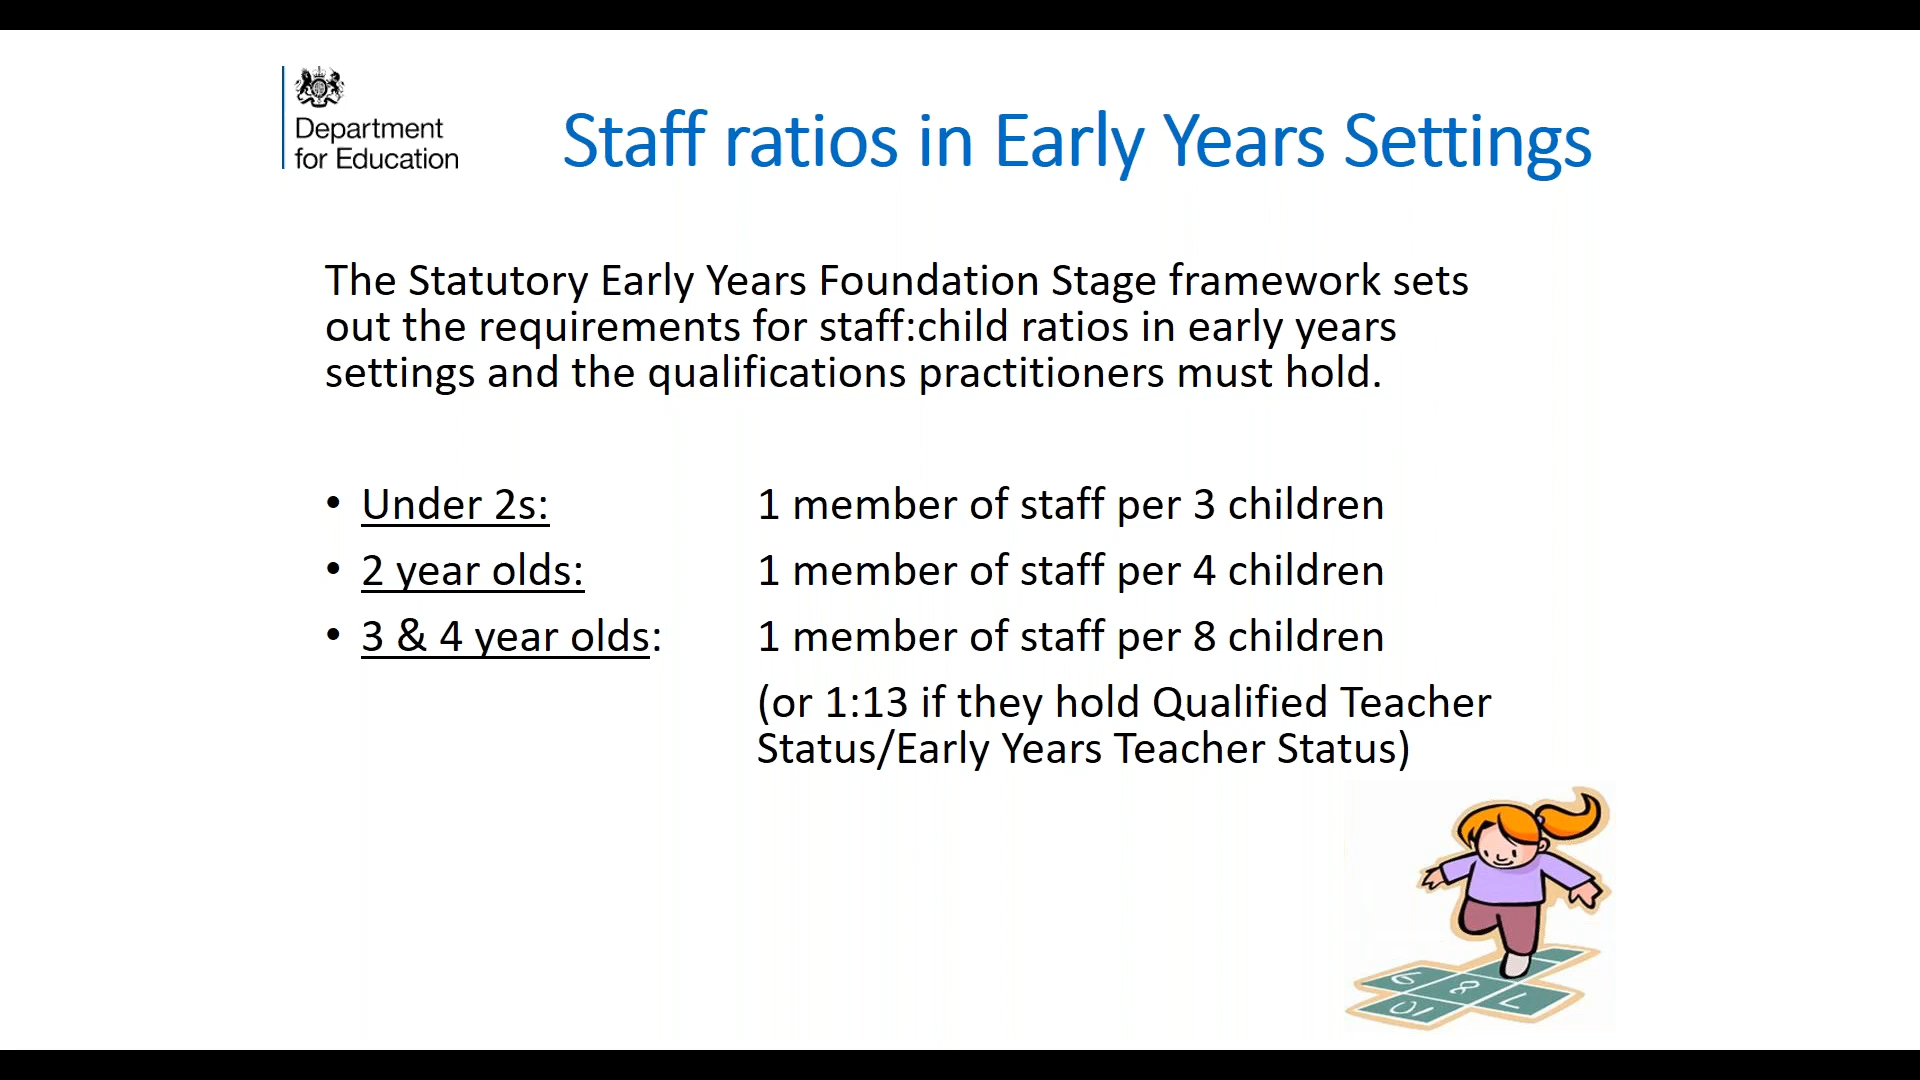 Department
for Education
Staff ratios in Early Years Settings
The Statutory Early Years Foundation Stage framework sets
out the requirements for staff:child ratios in early years
settings and the qualifications practitioners must hold.
• Under 2s: 1 member of staff per 3 children
• 2 year olds: 1 member of staff per 4 children
• 3 & 4 year olds: 1 member of staff per 8 children
(or 1:13 if they hold Qualified Teacher
Status/Early Years Teacher Status)